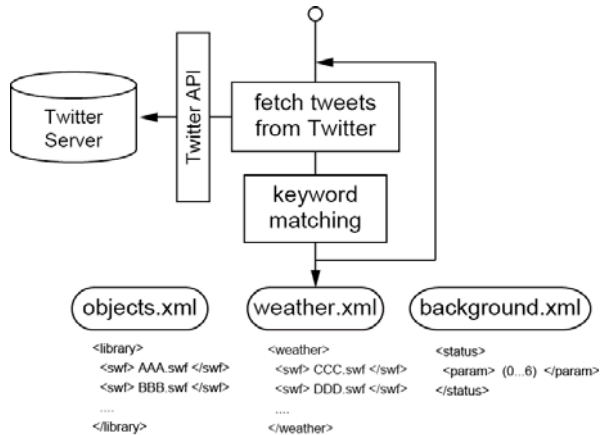 Twitter
Server
Twitter API
fetch tweets
from Twitter
keyword
matching
objects.xml
<library>
<swf> AAA.swf </swf>
<swf> BBB.swf </swf>
....
</library>
weather.xml
<weather>
<swf> CCC.swf </swf>
<swf> DDD.swf </swf>
....
</weather>
background.xml
<status>
<param> (0...6) </param>
</status>